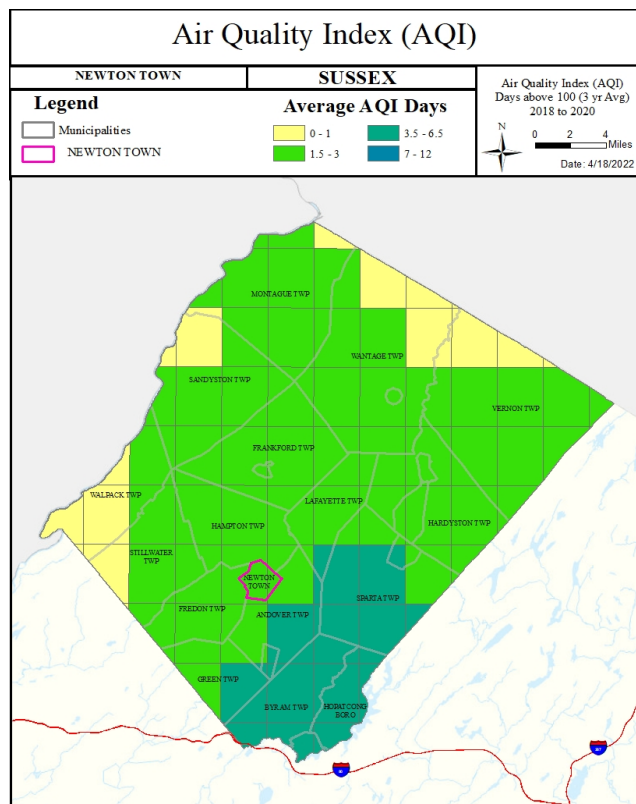 Air Quality Index (AQI)
NEWTON TOWN
SUSSEX
Legend
Municipalities
NEWTON TOWN
Average AQI Days
0 - 1
1.5 - 3
3.5 - 6.5
7 - 12
Air Quality Index (AQI)
Days above 100 (3 yr Avg)
2018 to 2020
N
0 2 4
Miles
Date: 4/18/2022
MONTAGUE TWP
WANTAGE TWP
SANDYSTON TWP
VERNON TWP
FRANKFORD TWP
WALPACK TWP
LAFAYETTE TWP
HAMPTON TWP
HARDYSTON TWP
STILLWATER
TWP
NEWTON
TOWN
SPARTA TWP
FREDON TWP
ANDOVER TWP
GREEN TWP
BYRAM TWP
HOPATCONG
BORO